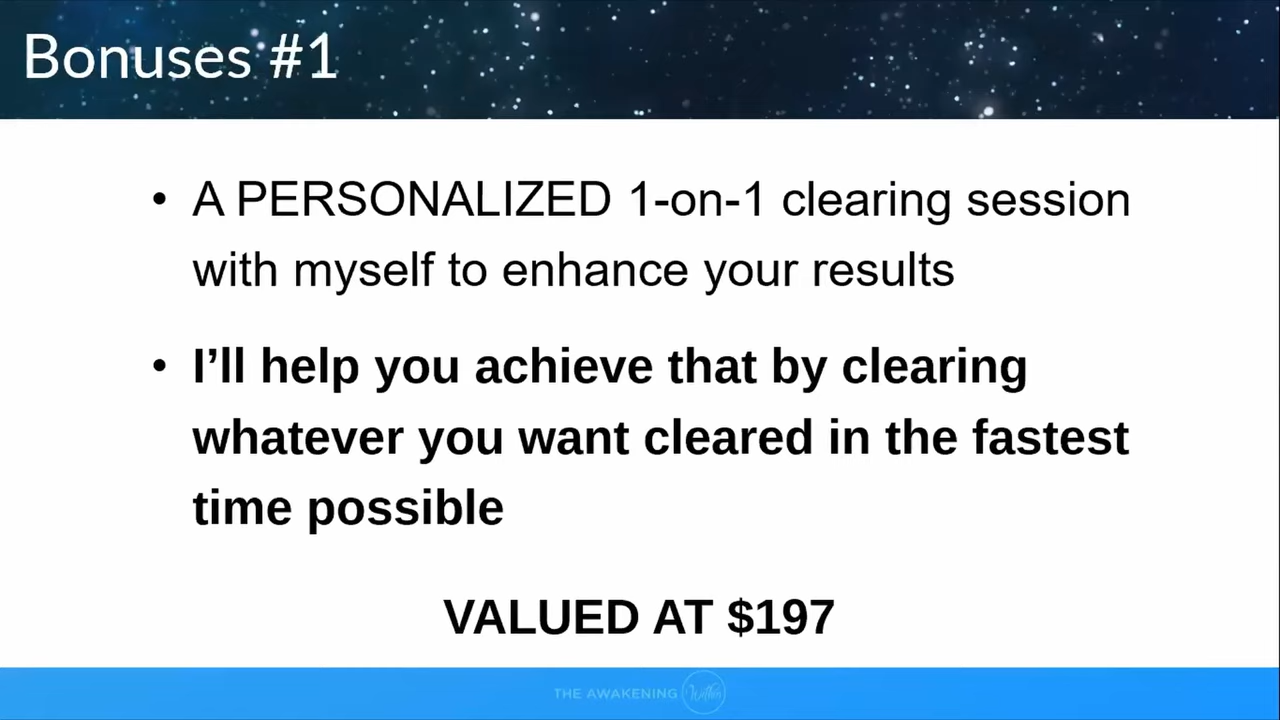 Bonuses #1
• A PERSONALIZED 1-on-1 clearing session
with myself to enhance your results
• I’ll help you achieve that by clearing
whatever you want cleared in the fastest
time possible
VALUED AT $197
THE AWAKENING Within